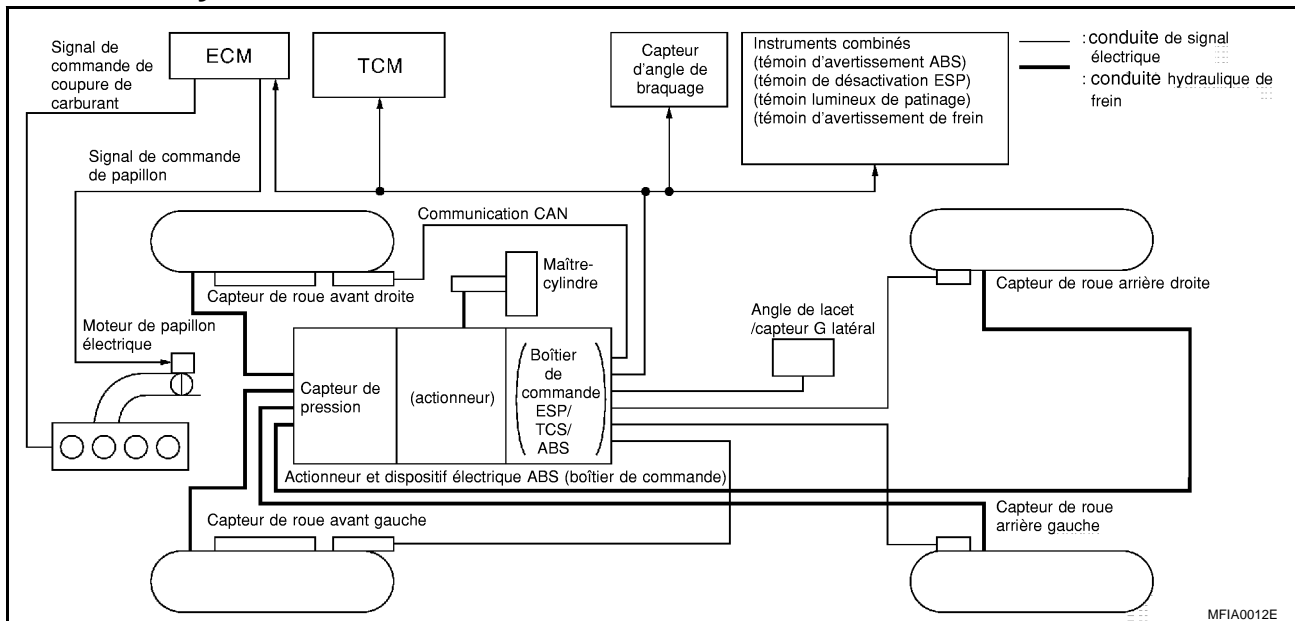 Signal de
commande de
coupure de
carburant
ECM
TCM
Capteur
d'angle de
braquage
Instruments combinés
(témoin d'avertissement ABS)
(témoin de désactivation ESP)
(témoin lumineux de patinage)
(témoin d'avertissement de frein
: conduite de signal
électrique
: conduite hydraulique de
frein
Signal de commande
de papillon
Communication CAN
Maître-
cylindre
Capteur de roue avant droite
Capteur de roue arrière droite
Angle de lacet
/capteur G latéral
Moteur de papillon
électrique
Capteur de
pression
(actionneur)
(Boîtier
de
commande
ESP/
TCS/
ABS)
Actionneur et dispositif électrique ABS (boîtier de commande)
Capteur de roue avant gauche
Capteur de roue
arrière gauche
MFIA0012E